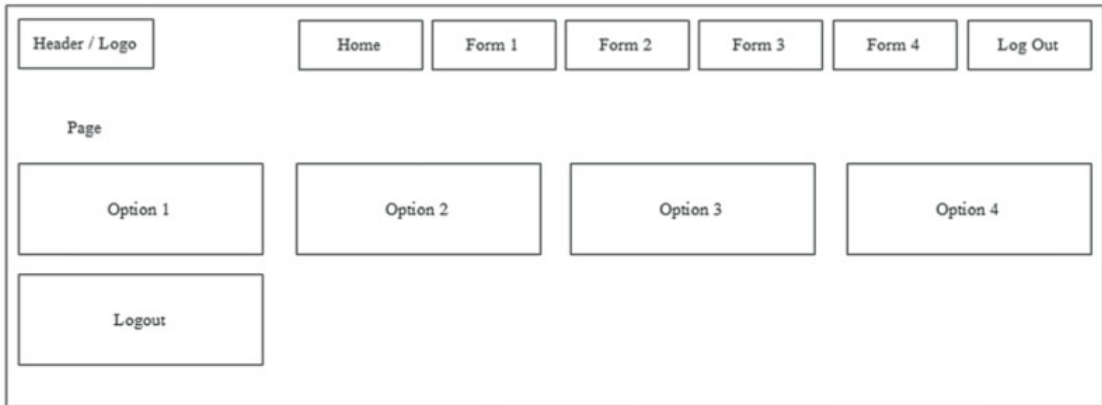 Header / Logo
Home
Form 1
Form 2
Form 3
Form 4
Log Out
Page
Option 1
Option 2
Option 3
Option 4
Logout